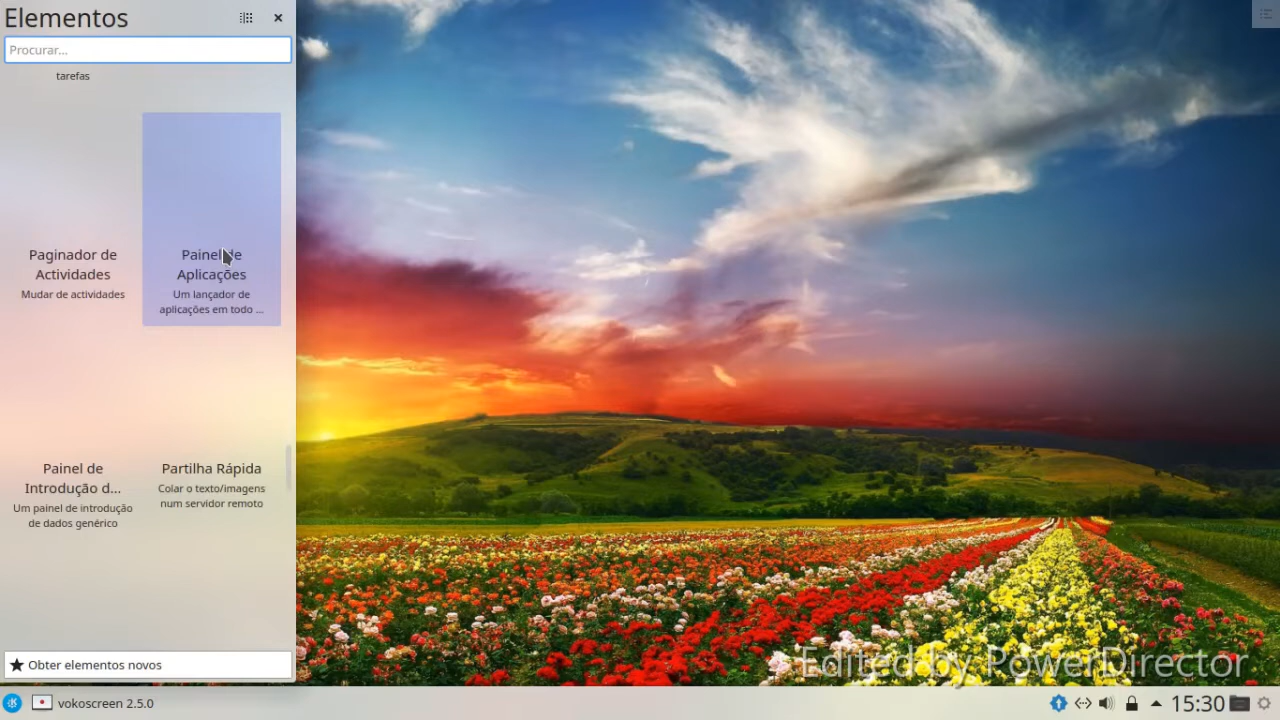 Elementos
Procurar...
tarefas
Paginador de
Actividades
Mudar de actividades
Painel de
Aplicações
Um lançador de
aplicações em todo ...
Painel de
Introdução d...
Um painel de introdução
de dados genérico
Partilha Rápida
Colar o texto/imagens
num servidor remoto
Obter elementos novos
Edited by PowerDirector
vokoscreen 2.5.0
15:30